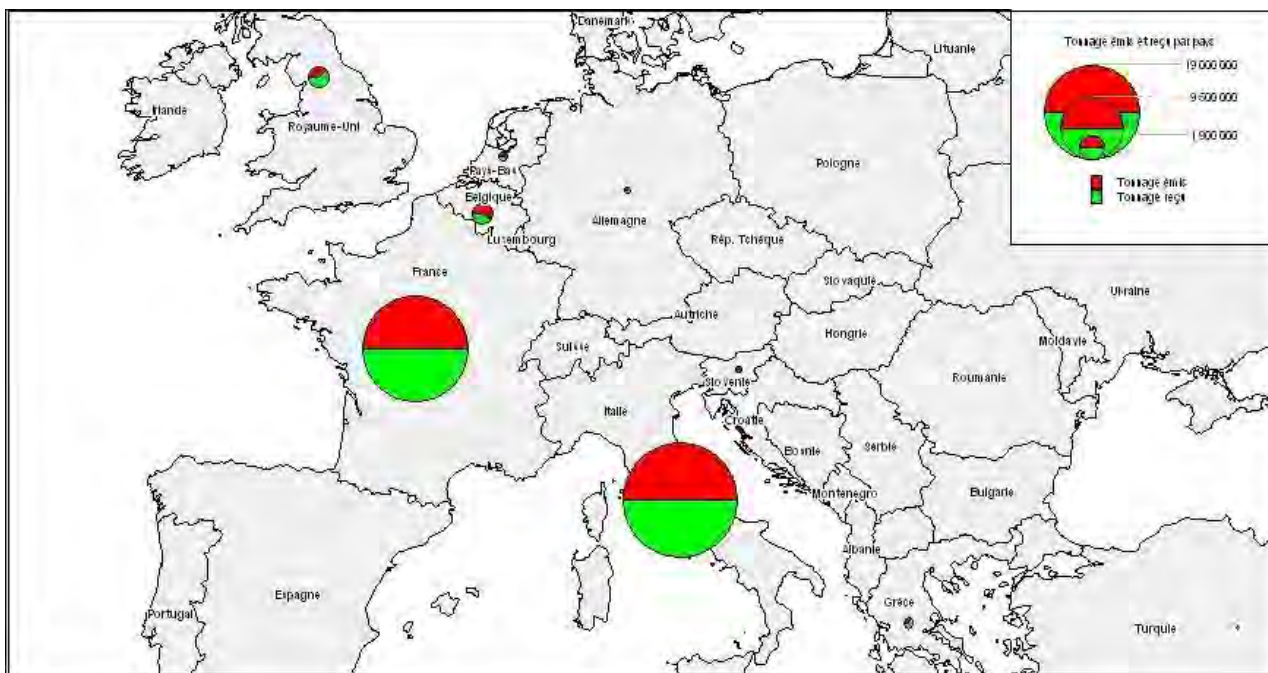 Danemark
Lituanie
Irlande
Royaume-Uni
Pologne
Pays-Bas
Belgique
Allemagne
Luxembourg
Rép. Tchèque
France
Slovaquie
Ukraine
Autriche
Hongrie
Moldavie
Suisse
Roumanie
Slovénie
Italie
Croatie
Bosnie
Serbie
Montenegro
Bulgarie
Albanie
Espagne
Grèce
Portugal
Turquie
Tonnage émis et reçu par pays
19 000 000
9 500 000
1 900 000
Tonnage émis
Tonnage reçu